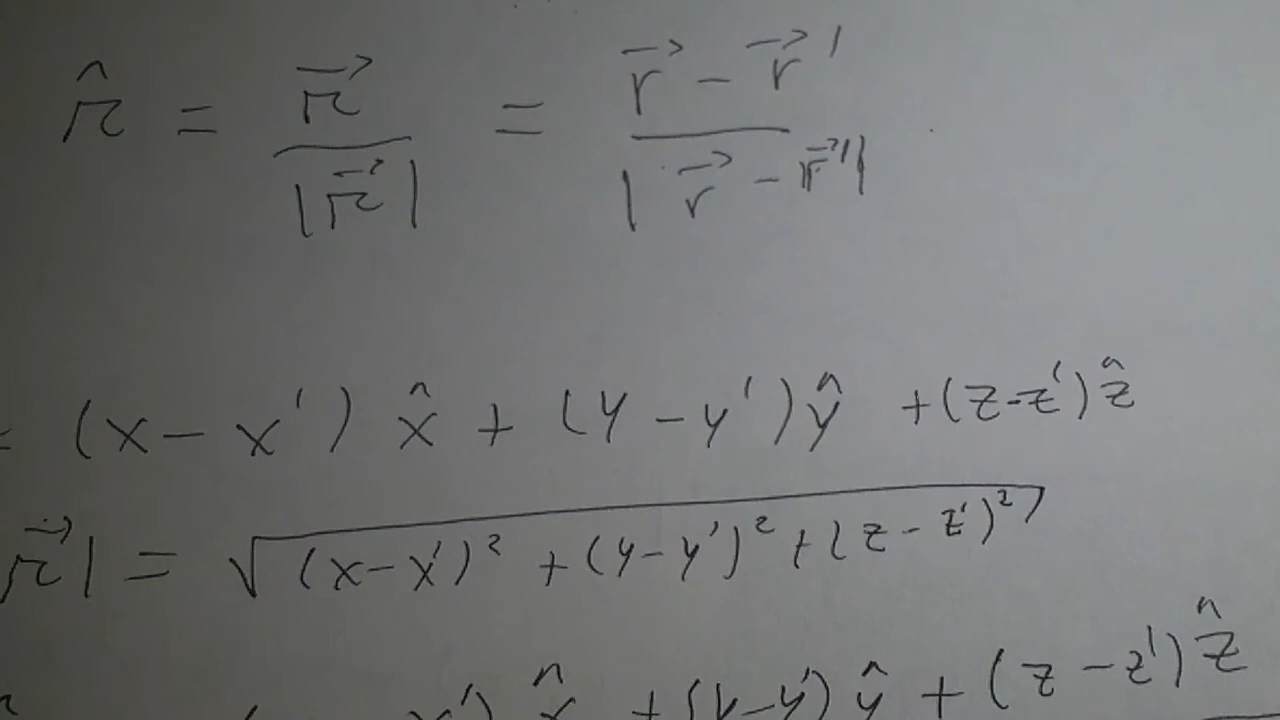 𝓇̂ = 𝓇⃗ / |𝓇⃗| = (r⃗ - r⃗') / |r⃗ - r⃗'|
= (x - x') x̂ + (y - y') ŷ + (z - z') ẑ
𝓇⃗| = √((x - x')² + (y - y')² + (z - z')²)
x') x̂ + (y - y') ŷ + (z - z') ẑ